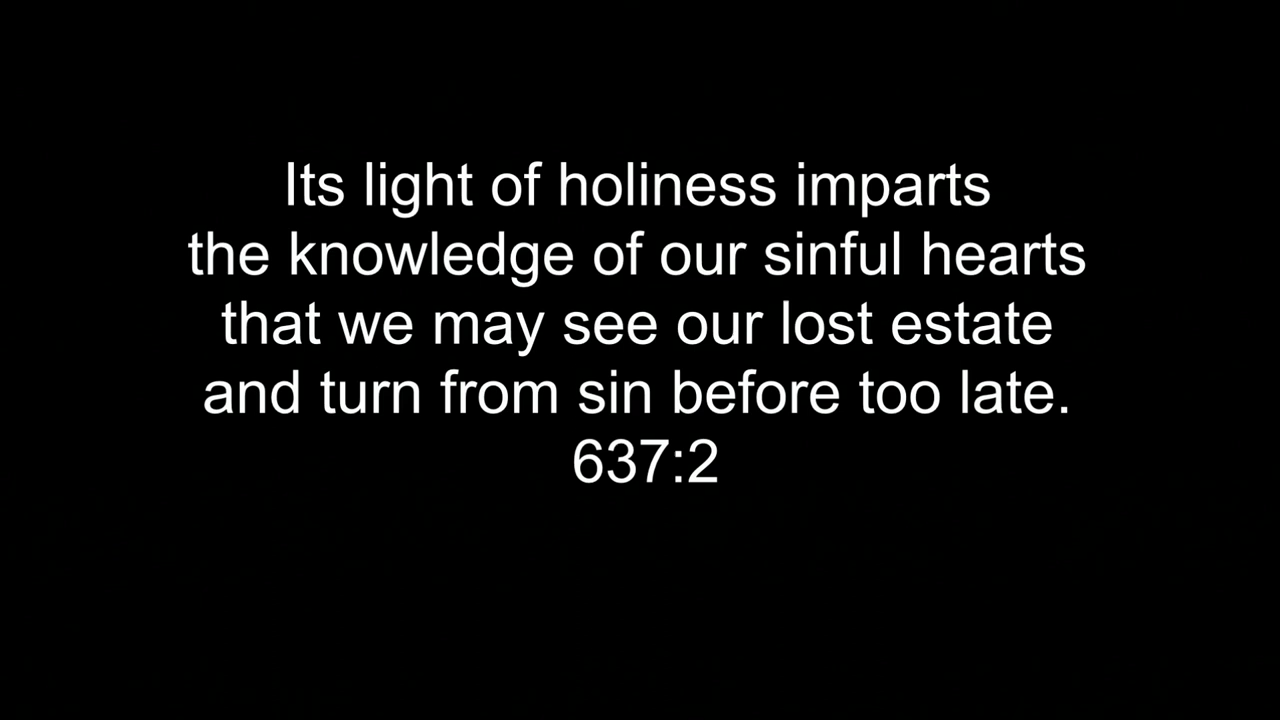 Its light of holiness imparts
the knowledge of our sinful hearts
that we may see our lost estate
and turn from sin before too late.
637:2